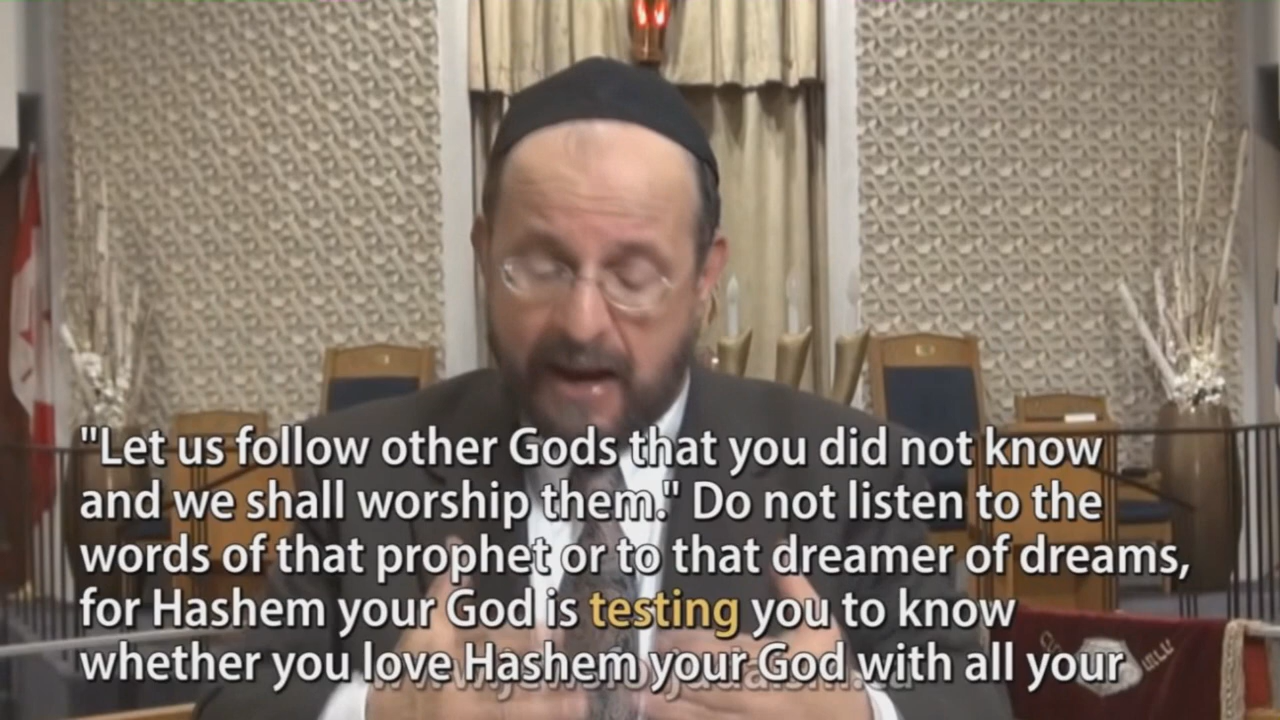 "Let us follow other Gods that you did not know
and we shall worship them." Do not listen to the
words of that prophet or to that dreamer of dreams,
for Hashem your God is testing you to know
whether you love Hashem your God with all your